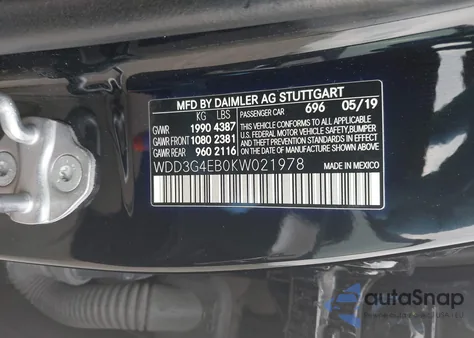 MFD BY DAIMLER AG STUTTGART
KG LBS PASSENGER CAR 696 05/19
GVWR 1990 4387 THIS VEHICLE CONFORMS TO ALL APPLICABLE
GAWR FRONT 1080 2381 U.S. FEDERAL MOTOR VEHICLE SAFETY,BUMPER
GAWR REAR 960 2116 AND THEFT PREVENTION STANDARDS IN
EFFECT ON THE DATE OF MANUFACTURE
SHOWN ABOVE.
WDD3G4EB0KW021978 MADE IN MEXICO
autoSnap